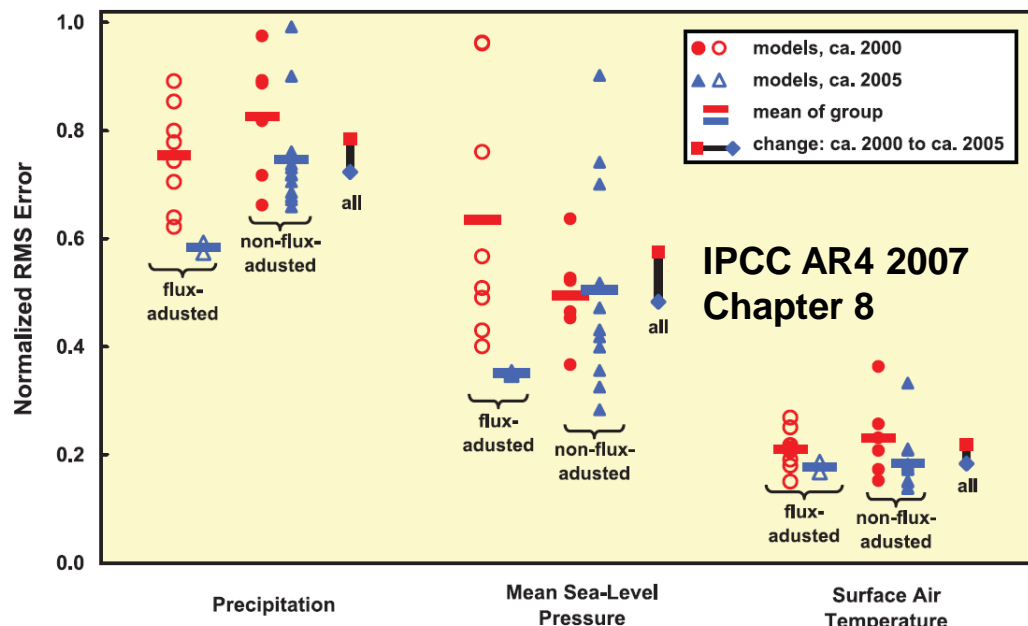 Normalized RMS Error
1.0
0.8
0.6
0.4
0.2
0.0
models, ca. 2000
models, ca. 2005
mean of group
change: ca. 2000 to ca. 2005
flux-
adusted
non-flux-
adusted
all
flux-
adusted
non-flux-
adusted
all
IPCC AR4 2007
Chapter 8
flux-
adusted
non-flux-
adusted
all
Precipitation
Mean Sea-Level
Pressure
Surface Air
Temperature